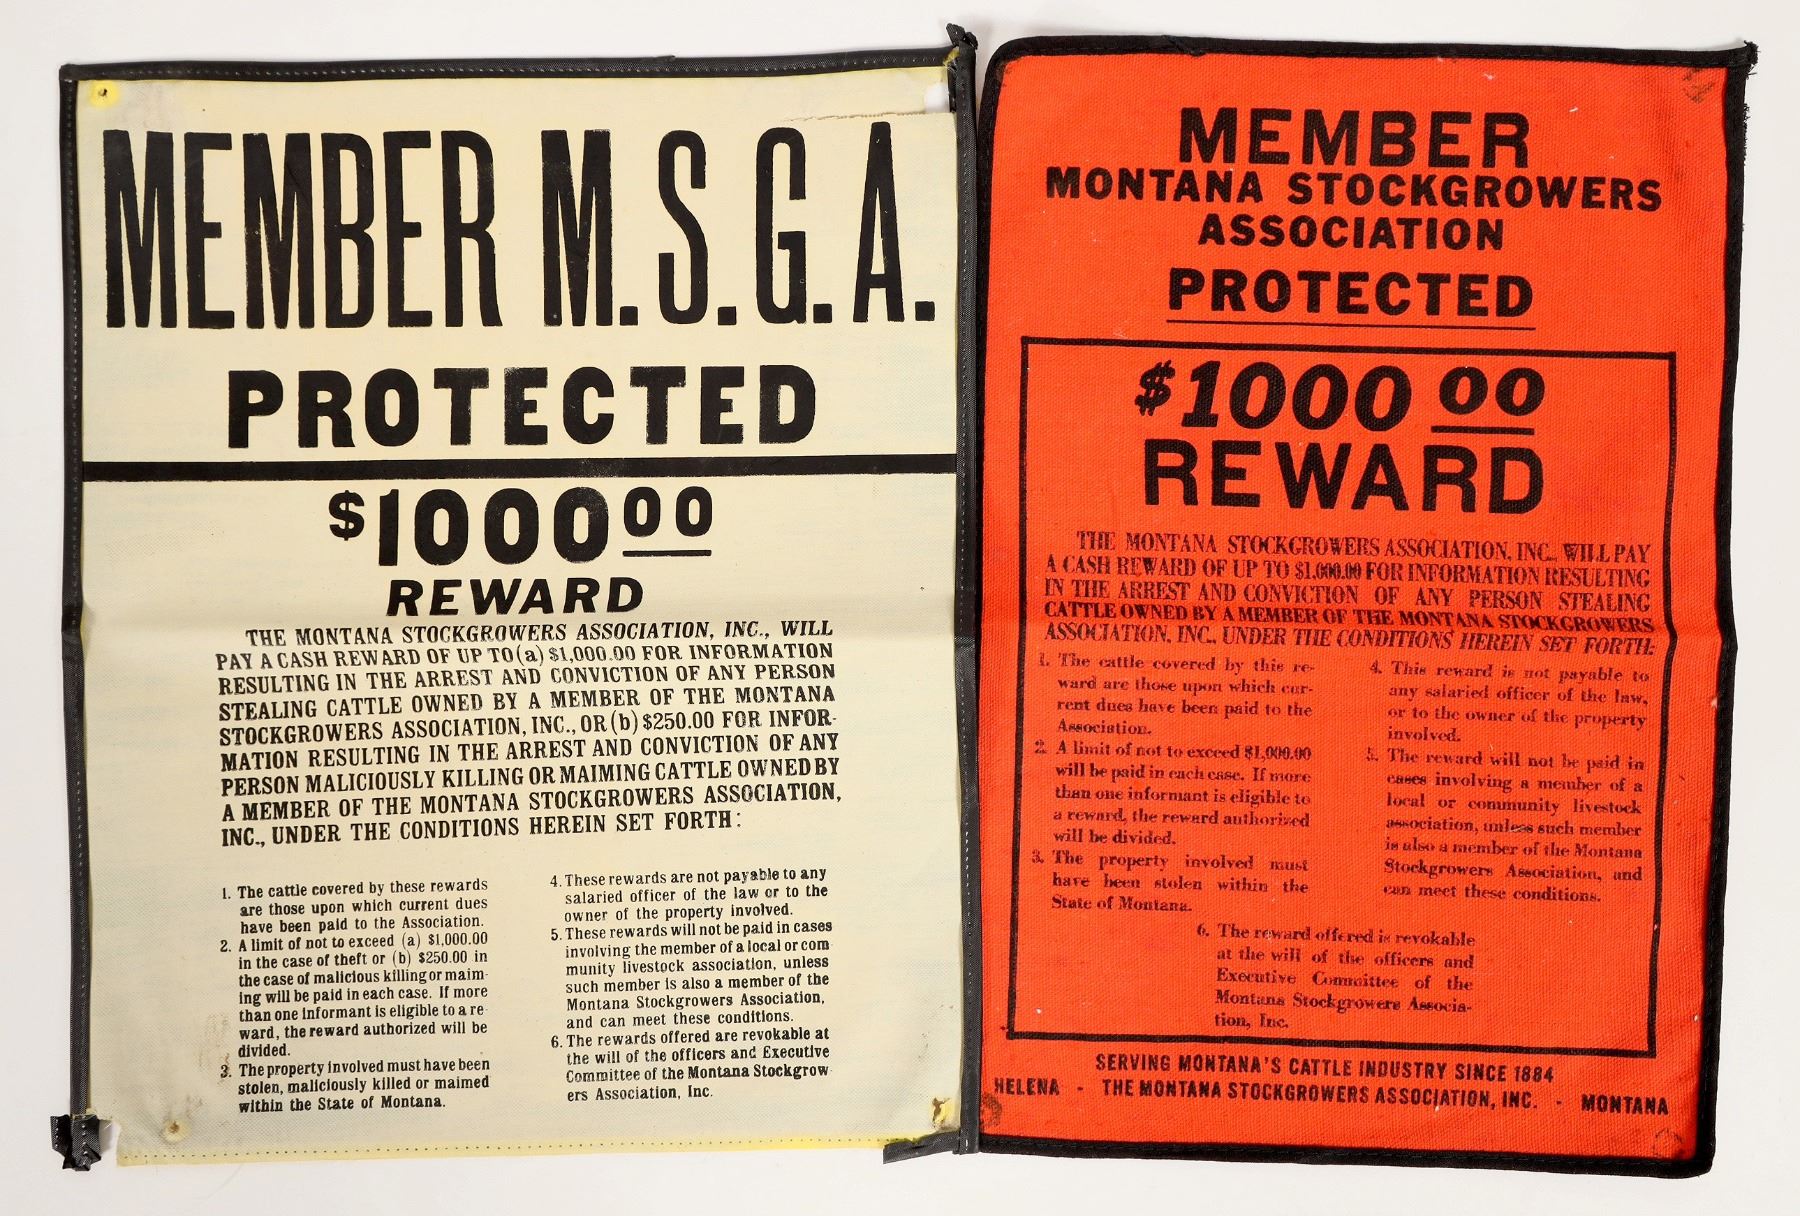 MEMBER M.S.G.A.
PROTECTED
$1000 00
REWARD
THE MONTANA STOCKGROWERS ASSOCIATION, INC., WILL
PAY A CASH REWARD OF UP TO (a) $1,000.00 FOR INFORMATION
RESULTING IN THE ARREST AND CONVICTION OF ANY PERSON
STEALING CATTLE OWNED BY A MEMBER OF THE MONTANA
STOCKGROWERS ASSOCIATION, INC., OR (b) $250.00 FOR INFOR-
MATION RESULTING IN THE ARREST AND CONVICTION OF ANY
PERSON MALICIOUSLY KILLING OR MAIMING CATTLE OWNED BY
A MEMBER OF THE MONTANA STOCKGROWERS ASSOCIATION,
INC., UNDER THE CONDITIONS HEREIN SET FORTH:
1. The cattle covered by these rewards
are those upon which current dues
have been paid to the Association.
2. A limit of not to exceed (a) $1,000.00
in the case of theft or (b) $250.00 in
the case of malicious killing or maim-
ing will be paid in each case. If more
than one informant is eligible to a re-
ward, the reward authorized will be
divided.
3. The property involved must have been
stolen, maliciously killed or maimed
within the State of Montana.
4. These rewards are not payable to any
salaried officer of the law or to the
owner of the property involved.
5. These rewards will not be paid in cases
involving the member of a local or com
munity livestock association, unless
such member is also a member of the
Montana Stockgrowers Association,
and can meet these conditions.
6. The rewards offered are revokable at
the will of the officers and Executive
Committee of the Montana Stockgrow
ers Association, Inc.
MEMBER
MONTANA STOCKGROWERS
ASSOCIATION
PROTECTED
$1000 00
REWARD
THE MONTANA STOCKGROWERS ASSOCIATION, INC., WILL PAY
A CASH REWARD OF UP TO $1,000.00 FOR INFORMATION RESULTING
IN THE ARREST AND CONVICTION OF ANY PERSON STEALING
CATTLE OWNED BY A MEMBER OF THE MONTANA STOCKGROWERS
ASSOCIATION, INC., UNDER THE CONDITIONS HEREIN SET FORTH:
1. The cattle covered by this re-
ward are those upon which cur-
rent dues have been paid to the
Association.
2. A limit of not to exceed $1,000.00
will be paid in each case. If more
than one informant is eligible to
a reward, the reward authorized
will be divided.
3. The property involved must
have been stolen within the
State of Montana.
4. This reward is not payable to
any salaried officer of the law,
or to the owner of the property
involved.
5. The reward will not be paid in
cases involving a member of a
local or community livestock
association, unless such member
is also a member of the Montana
Stockgrowers Association, and
can meet these conditions.
6. The reward offered is revokable
at the will of the officers and
Executive Committee of the
Montana Stockgrowers Associa-
tion, Inc.
SERVING MONTANA'S CATTLE INDUSTRY SINCE 1884
HELENA - THE MONTANA STOCKGROWERS ASSOCIATION, INC. - MONTANA